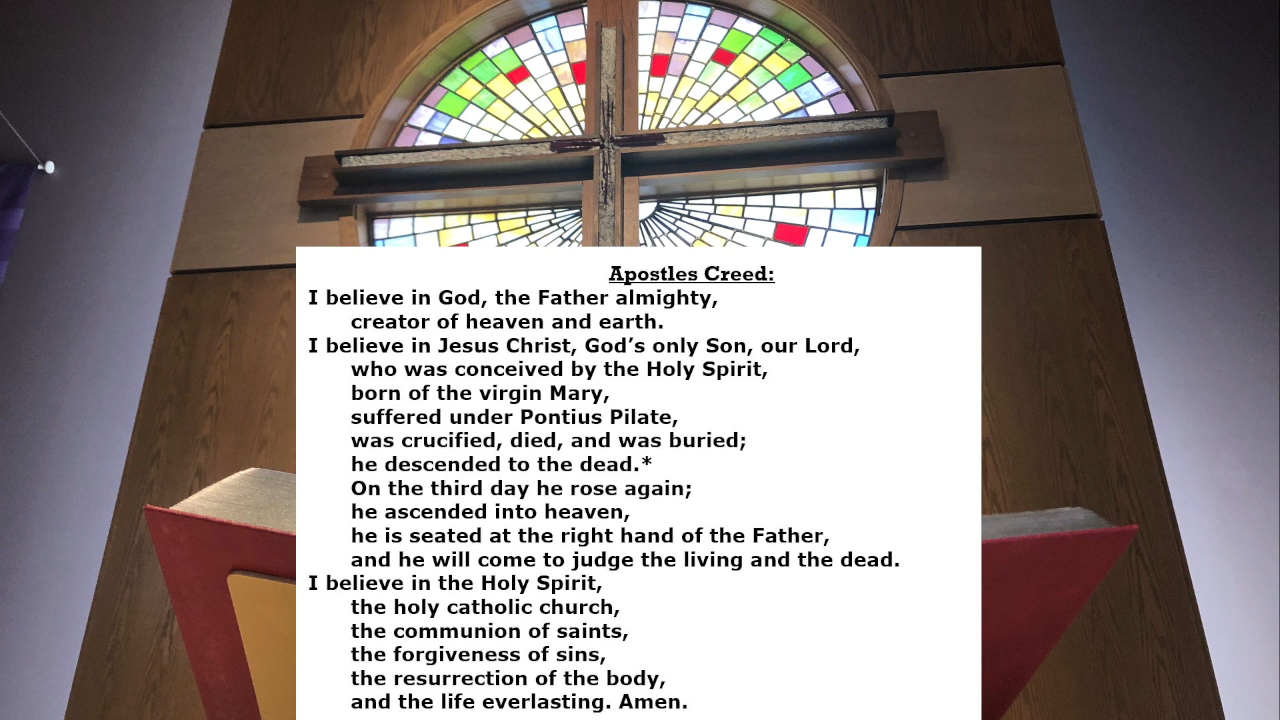 Apostles Creed:
I believe in God, the Father almighty,
creator of heaven and earth.
I believe in Jesus Christ, God’s only Son, our Lord,
who was conceived by the Holy Spirit,
born of the virgin Mary,
suffered under Pontius Pilate,
was crucified, died, and was buried;
he descended to the dead.*
On the third day he rose again;
he ascended into heaven,
he is seated at the right hand of the Father,
and he will come to judge the living and the dead.
I believe in the Holy Spirit,
the holy catholic church,
the communion of saints,
the forgiveness of sins,
the resurrection of the body,
and the life everlasting. Amen.